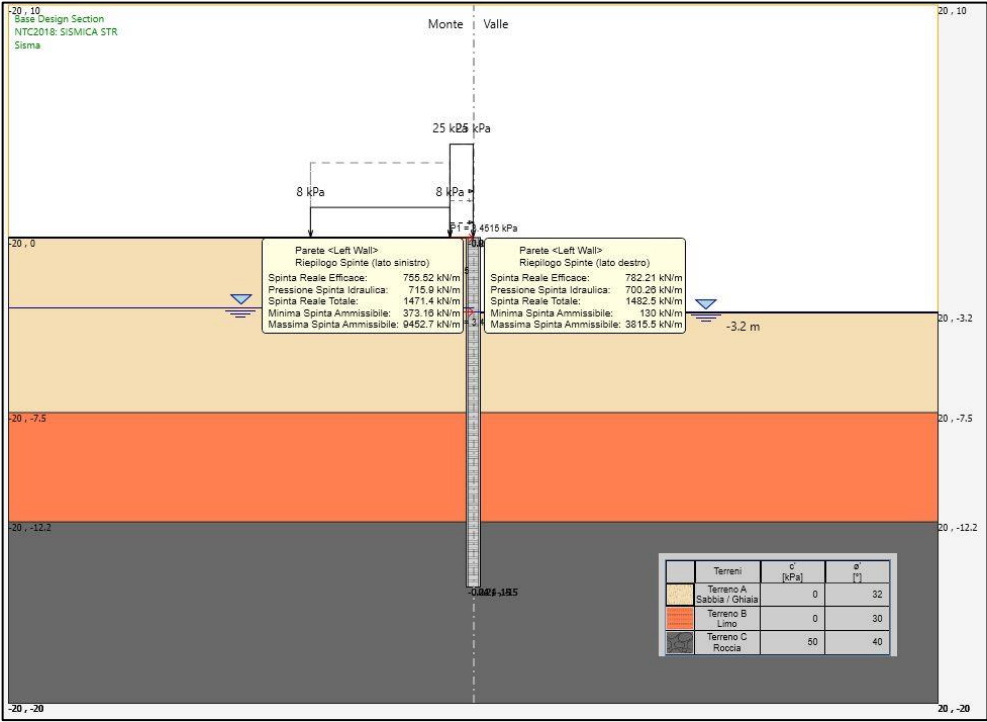 -20 , 10
20 , 10
Base Design Section
NTC2018: SISMICA STR
Sisma
Monte
Valle
25 kPa
25 kPa
8 kPa
8 kPa
-20 , 0
Parete <Left Wall>
Riepilogo Spinte (lato sinistro)
Spinta Reale Efficace: 755.52 kN/m
Pressione Spinta Idraulica: 715.9 kN/m
Spinta Reale Totale: 1471.4 kN/m
Minima Spinta Ammissibile: 373.16 kN/m
Massima Spinta Ammissibile: 9452.7 kN/m
Parete <Left Wall>
Riepilogo Spinte (lato destro)
Spinta Reale Efficace: 782.21 kN/m
Pressione Spinta Idraulica: 700.26 kN/m
Spinta Reale Totale: 1482.5 kN/m
Minima Spinta Ammissibile: 130 kN/m
Massima Spinta Ammissibile: 3815.5 kN/m
20 , -3.2
-3.2 m
-20 , -7.5
20 , -7.5
-20 , -12.2
20 , -12.2
Terreni c' [kPa] ø' [°]
Terreno A Sabbia / Ghiaia 0 32
Terreno B Limo 0 30
Terreno C Roccia 50 40
-20 , -20
20 , -20